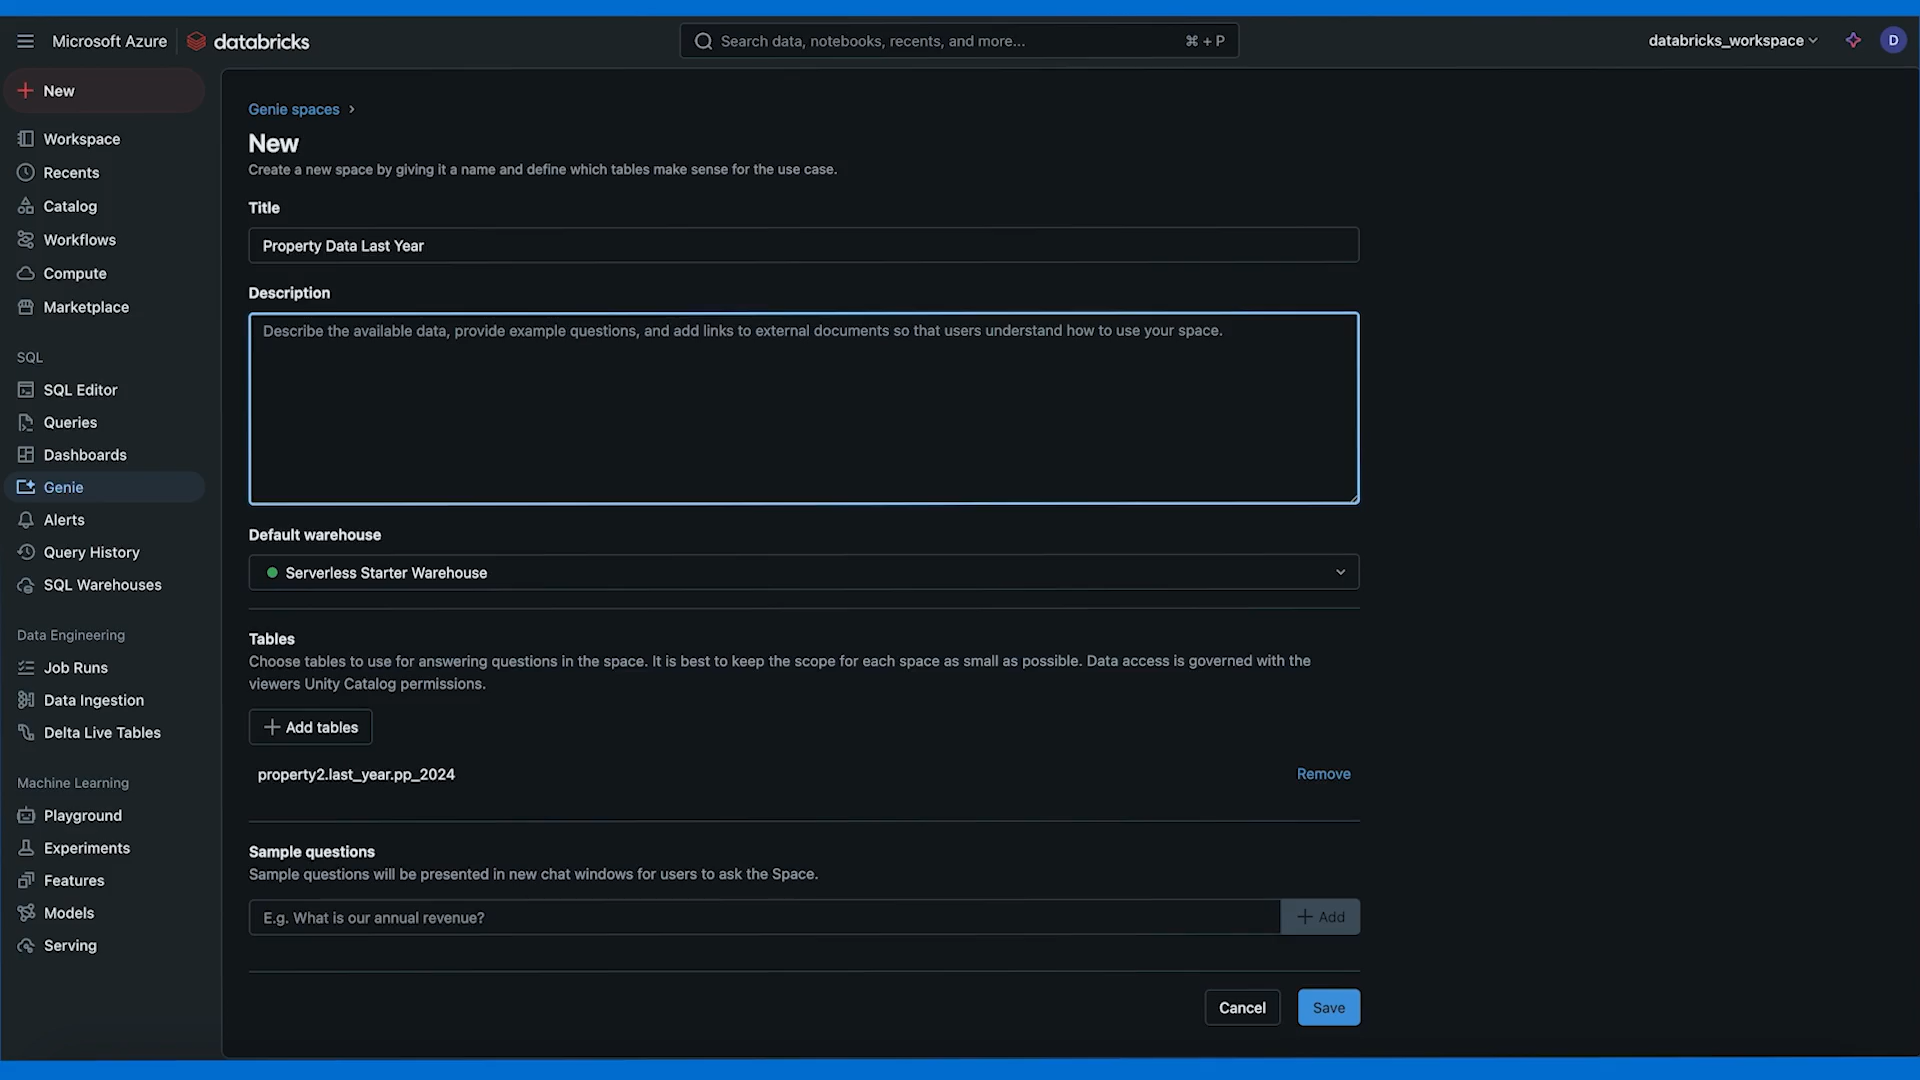 Microsoft Azure databricks
Search data, notebooks, recents, and more... ⌘ + P
databricks_workspace D
New
Workspace
Recents
Catalog
Workflows
Compute
Marketplace
SQL
SQL Editor
Queries
Dashboards
Genie
Alerts
Query History
SQL Warehouses
Data Engineering
Job Runs
Data Ingestion
Delta Live Tables
Machine Learning
Playground
Experiments
Features
Models
Serving
Genie spaces ›
New
Create a new space by giving it a name and define which tables make sense for the use case.
Title
Property Data Last Year
Description
Describe the available data, provide example questions, and add links to external documents so that users understand how to use your space.
Default warehouse
Serverless Starter Warehouse
Tables
Choose tables to use for answering questions in the space. It is best to keep the scope for each space as small as possible. Data access is governed with the
viewers Unity Catalog permissions.
+ Add tables
property2.last_year.pp_2024 Remove
Sample questions
Sample questions will be presented in new chat windows for users to ask the Space.
E.g. What is our annual revenue? + Add
Cancel Save